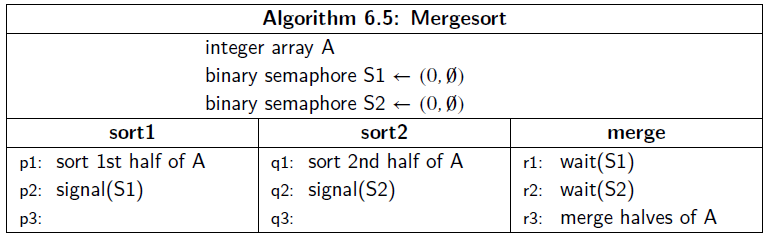 Algorithm 6.5: Mergesort
integer array A
binary semaphore S1 ← (0, ∅)
binary semaphore S2 ← (0, ∅)
sort1 sort2 merge
p1: sort 1st half of A q1: sort 2nd half of A r1: wait(S1)
p2: signal(S1) q2: signal(S2) r2: wait(S2)
p3: q3: r3: merge halves of A